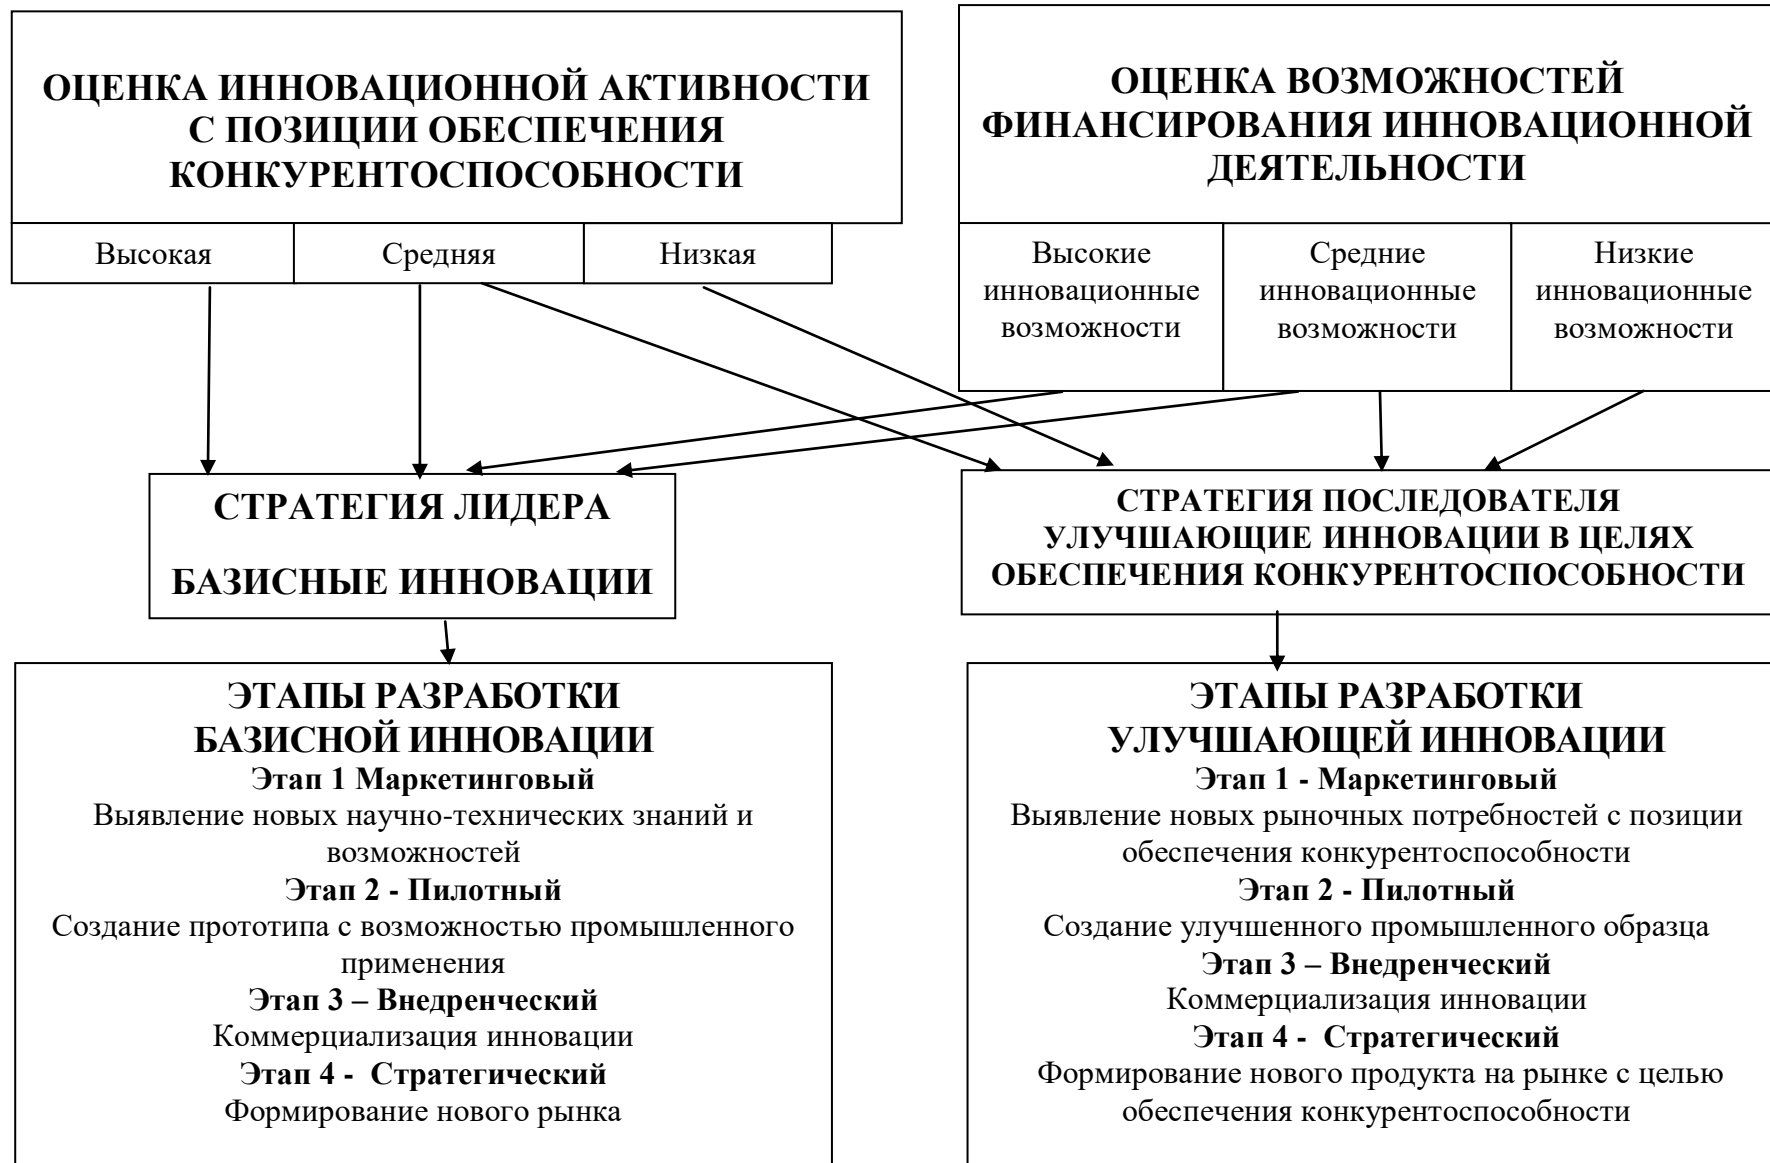 ОЦЕНКА ИННОВАЦИОННОЙ АКТИВНОСТИ
С ПОЗИЦИИ ОБЕСПЕЧЕНИЯ
КОНКУРЕНТОСПОСОБНОСТИ
Высокая
Средняя
Низкая
ОЦЕНКА ВОЗМОЖНОСТЕЙ
ФИНАНСИРОВАНИЯ ИННОВАЦИОННОЙ
ДЕЯТЕЛЬНОСТИ
Высокие
инновационные
возможности
Средние
инновационные
возможности
Низкие
инновационные
возможности
СТРАТЕГИЯ ЛИДЕРА
БАЗИСНЫЕ ИННОВАЦИИ
СТРАТЕГИЯ ПОСЛЕДОВАТЕЛЯ
УЛУЧШАЮЩИЕ ИННОВАЦИИ В ЦЕЛЯХ
ОБЕСПЕЧЕНИЯ КОНКУРЕНТОСПОСОБНОСТИ
ЭТАПЫ РАЗРАБОТКИ
БАЗИСНОЙ ИННОВАЦИИ
Этап 1 Маркетинговый
Выявление новых научно-технических знаний и
возможностей
Этап 2 - Пилотный
Создание прототипа с возможностью промышленного
применения
Этап 3 – Внедренческий
Коммерциализация инновации
Этап 4 - Стратегический
Формирование нового рынка
ЭТАПЫ РАЗРАБОТКИ
УЛУЧШАЮЩЕЙ ИННОВАЦИИ
Этап 1 - Маркетинговый
Выявление новых рыночных потребностей с позиции
обеспечения конкурентоспособности
Этап 2 - Пилотный
Создание улучшенного промышленного образца
Этап 3 – Внедренческий
Коммерциализация инновации
Этап 4 - Стратегический
Формирование нового продукта на рынке с целью
обеспечения конкурентоспособности